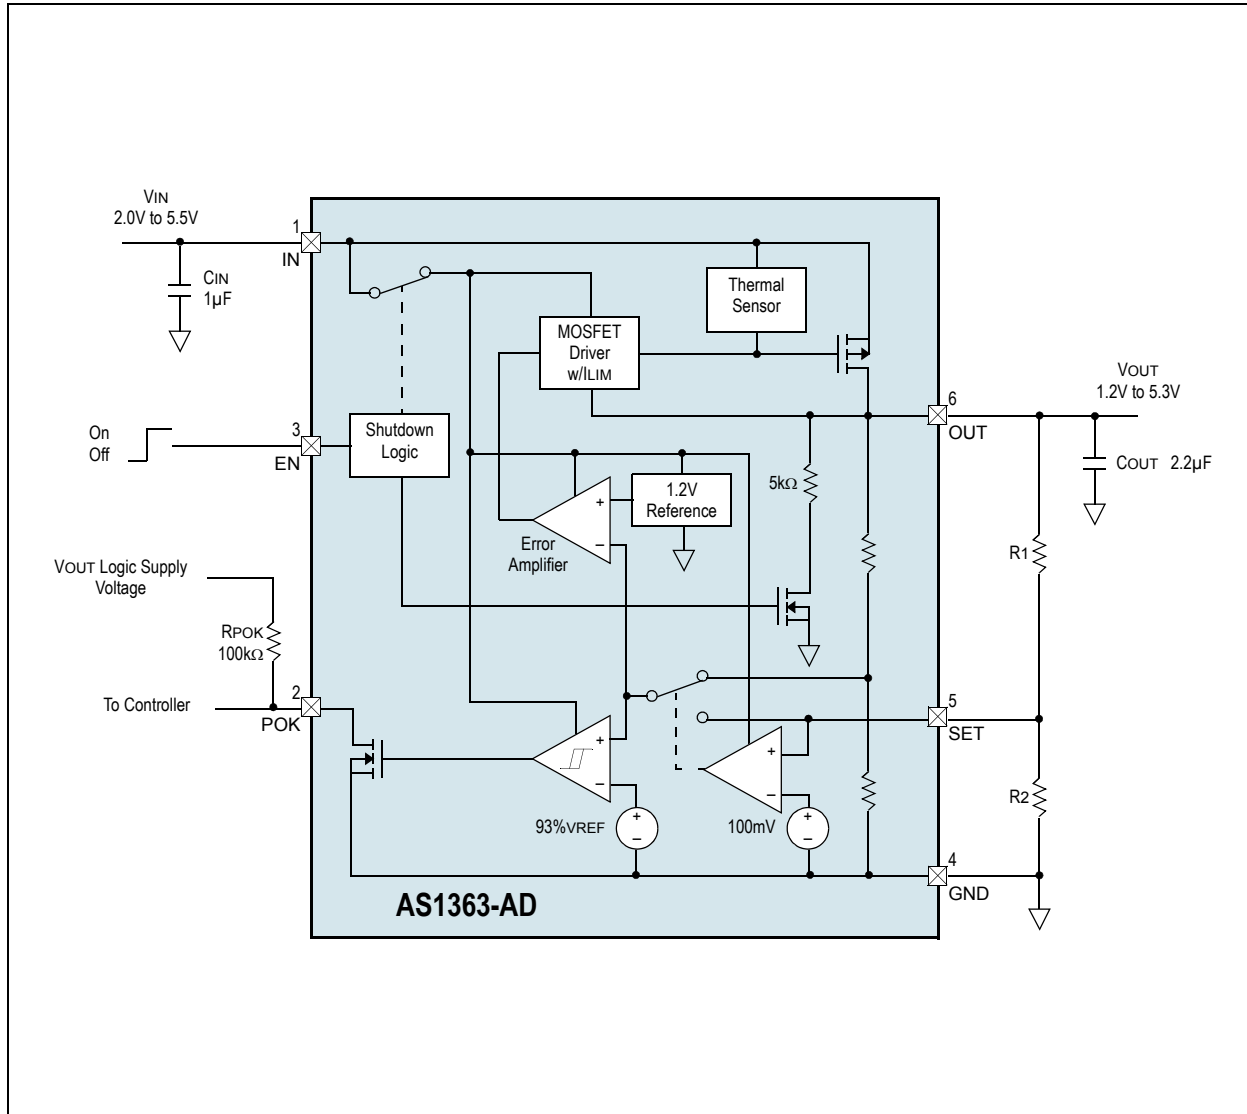 VIN
2.0V to 5.5V
1
IN
CIN
1µF
Thermal
Sensor
MOSFET
Driver
w/ILIM
VOUT
1.2V to 5.3V
6
OUT
COUT 2.2µF
On
Off
3
EN
Shutdown
Logic
5kΩ
+
−
1.2V
Reference
Error
Amplifier
R1
VOUT Logic Supply
Voltage
RPOK
100kΩ
To Controller
2
POK
5
SET
+
−
+
−
R2
93%VREF
+
−
100mV
+
−
4
GND
AS1363-AD